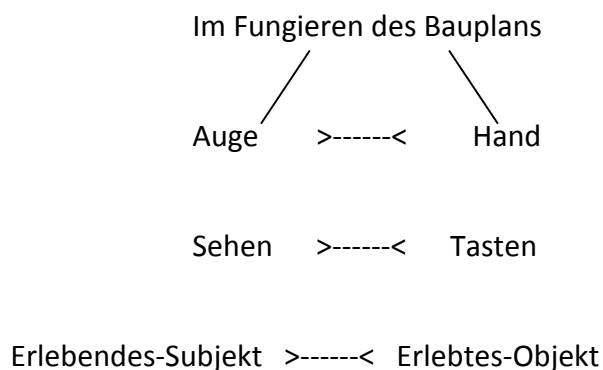 Im Fungieren des Bauplans
Auge >------< Hand
Sehen >------< Tasten
Erlebendes-Subjekt >------< Erlebtes-Objekt